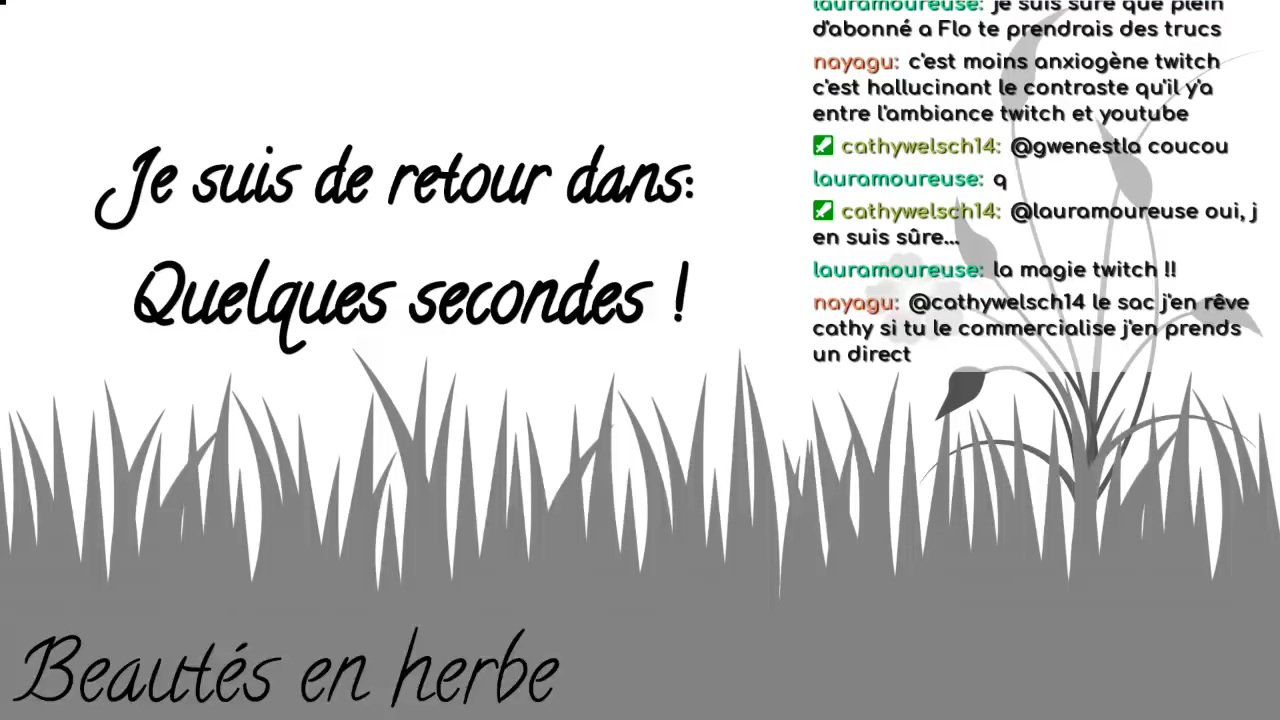 Je suis de retour dans:
Quelques secondes !
lauramoureuse: je suis sure que plein
d'abonné a Flo te prendrais des trucs
nayagu: c'est moins anxiogène twitch
c'est hallucinant le contraste qu'il y'a
entre l'ambiance twitch et youtube
cathywelsch14: @gwenestla coucou
lauramoureuse: q
cathywelsch14: @lauramoureuse oui, j
en suis sûre...
lauramoureuse: la magie twitch !!
nayagu: @cathywelsch14 le sac j'en rêve
cathy si tu le commercialise j'en prends
un direct
Beautés en herbe